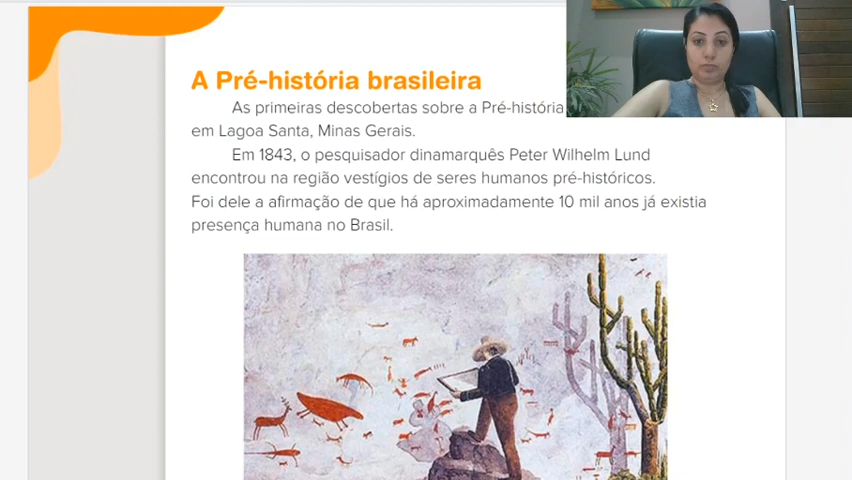 A Pré-história brasileira
As primeiras descobertas sobre a Pré-história
em Lagoa Santa, Minas Gerais.
Em 1843, o pesquisador dinamarquês Peter Wilhelm Lund
encontrou na região vestígios de seres humanos pré-históricos.
Foi dele a afirmação de que há aproximadamente 10 mil anos já existia
presença humana no Brasil.